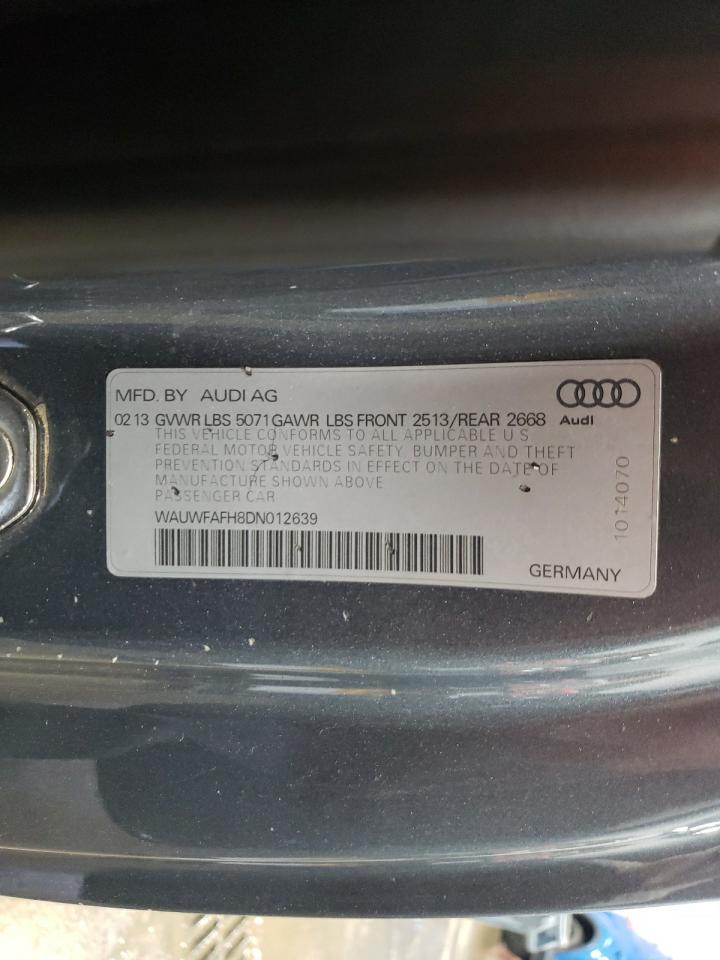 MFD. BY AUDI AG
02 13 GVWR LBS 5071 GAWR LBS FRONT 2513/REAR 2668 Audi
THIS VEHICLE CONFORMS TO ALL APPLICABLE U S
FEDERAL MOTOR VEHICLE SAFETY, BUMPER AND THEFT
PREVENTION STANDARDS IN EFFECT ON THE DATE OF
MANUFACTURE SHOWN ABOVE
PASSENGER CAR
WAUWFAFH8DN012639
GERMANY
1014070